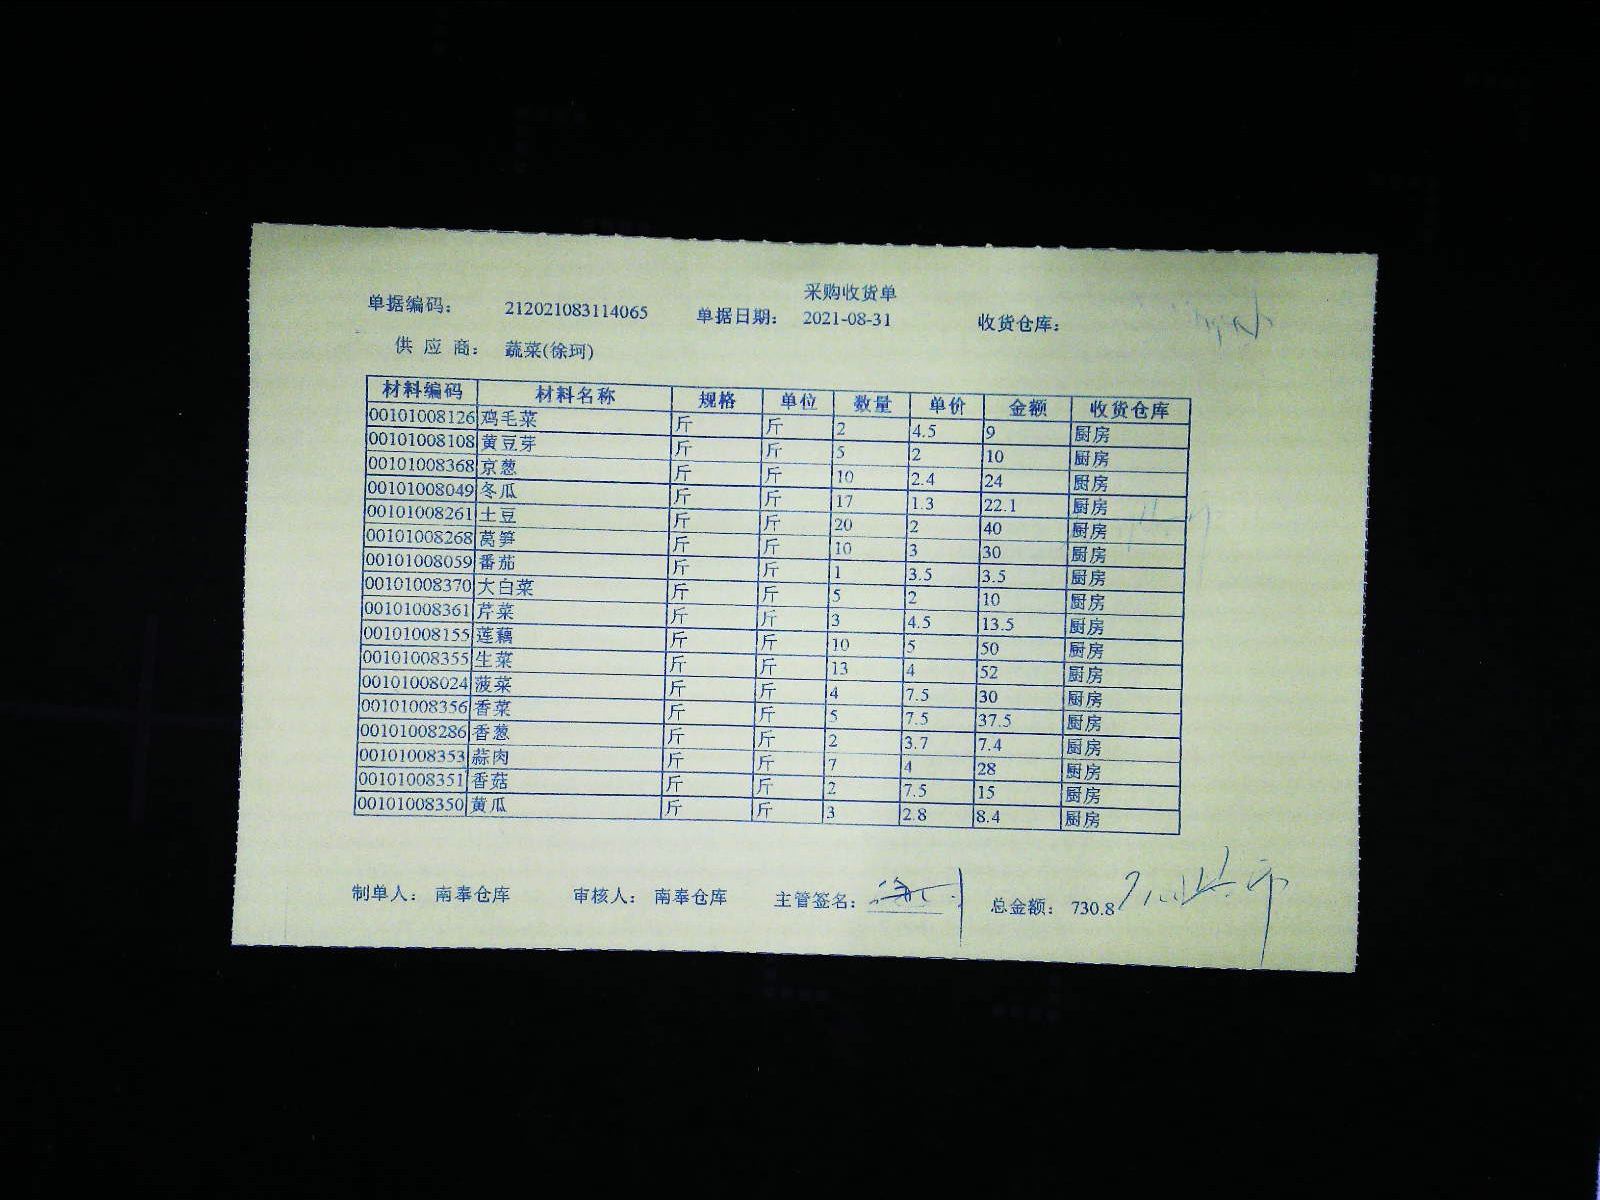 采购收货单
单据编码： 212021083114065 单据日期： 2021-08-31 收货仓库：
供 应 商： 蔬菜(徐珂)
材料编码 材料名称 规格 单位 数量 单价 金额 收货仓库
00101008126 鸡毛菜 斤 斤 2 4.5 9 厨房
00101008108 黄豆芽 斤 斤 5 2 10 厨房
00101008368 京葱 斤 斤 10 2.4 24 厨房
00101008049 冬瓜 斤 斤 17 1.3 22.1 厨房
00101008261 土豆 斤 斤 20 2 40 厨房
00101008268 莴笋 斤 斤 10 3 30 厨房
00101008059 番茄 斤 斤 1 3.5 3.5 厨房
00101008370 大白菜 斤 斤 5 2 10 厨房
00101008361 芹菜 斤 斤 3 4.5 13.5 厨房
00101008155 莲藕 斤 斤 10 5 50 厨房
00101008355 生菜 斤 斤 13 4 52 厨房
00101008024 菠菜 斤 斤 4 7.5 30 厨房
00101008356 香菜 斤 斤 5 7.5 37.5 厨房
00101008286 香葱 斤 斤 2 3.7 7.4 厨房
00101008353 蒜肉 斤 斤 7 4 28 厨房
00101008351 香菇 斤 斤 2 7.5 15 厨房
00101008350 黄瓜 斤 斤 3 2.8 8.4 厨房
制单人： 南奉仓库 审核人： 南奉仓库 主管签名： 总金额： 730.8